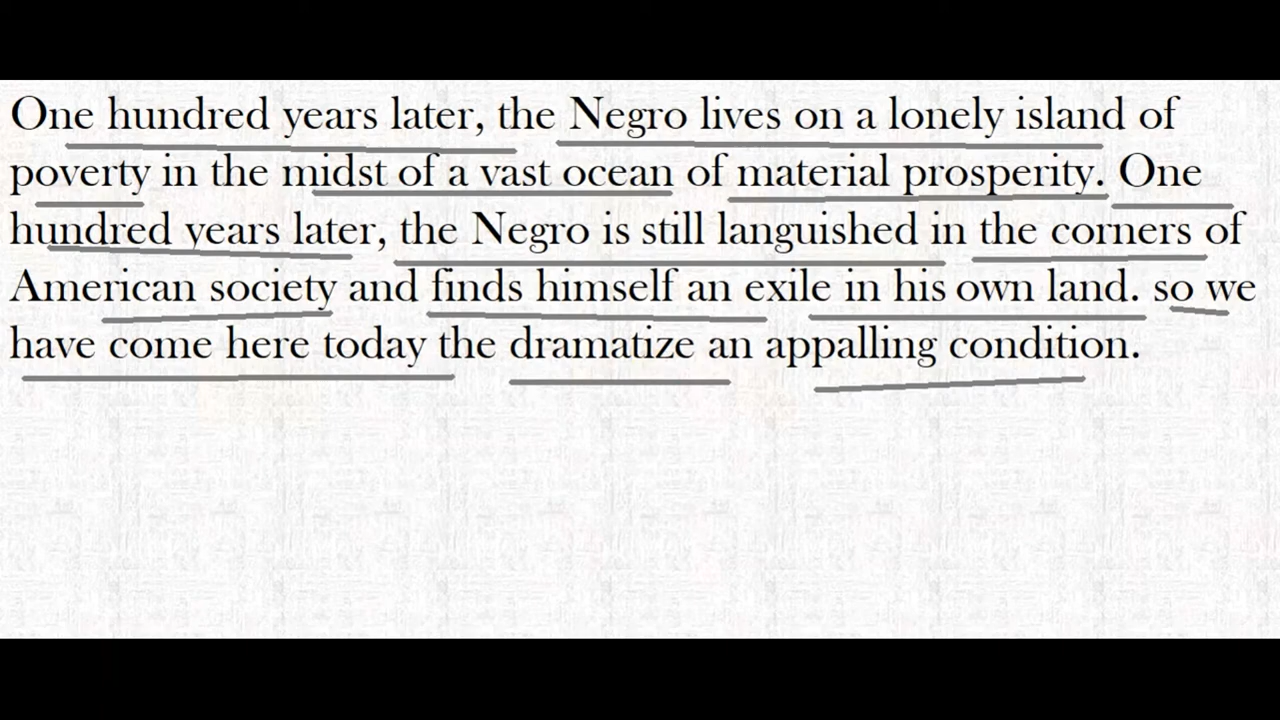 One hundred years later, the Negro lives on a lonely island of
poverty in the midst of a vast ocean of material prosperity. One
hundred years later, the Negro is still languished in the corners of
American society and finds himself an exile in his own land. so we
have come here today the dramatize an appalling condition.